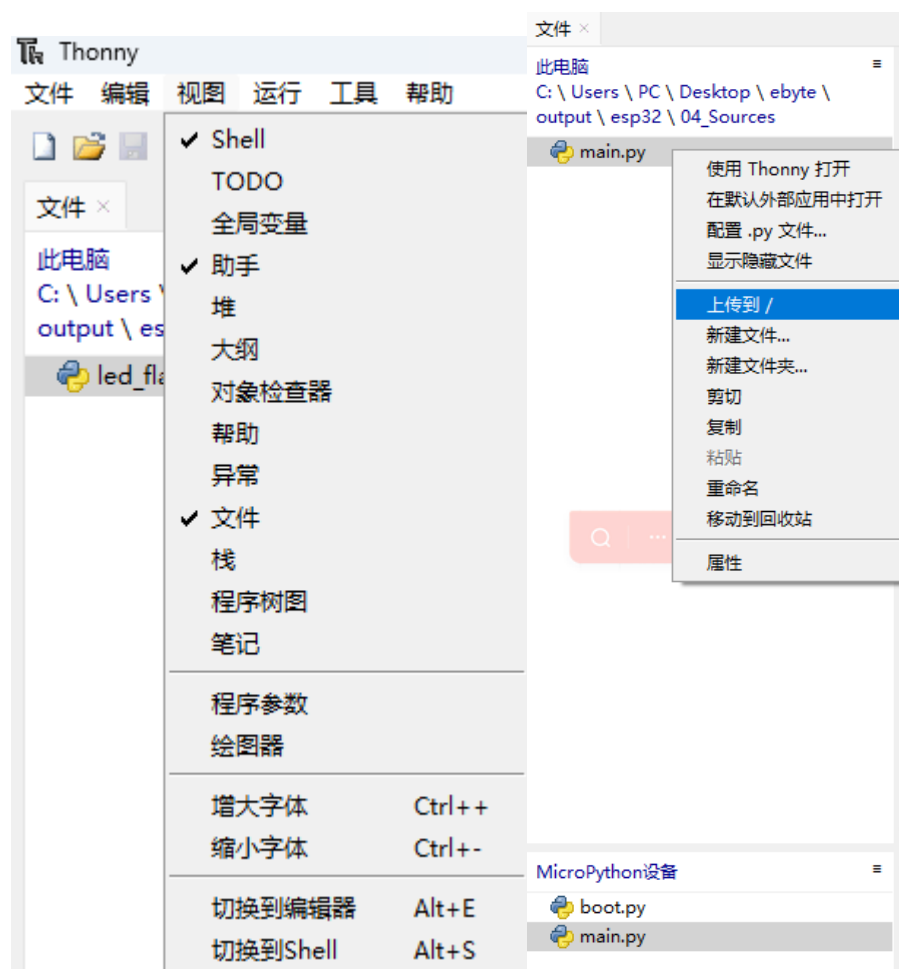 Thonny
文件 编辑 视图 运行 工具 帮助
文件
此电脑
C: \ Users \
output \ es
led_fla
Shell
TODO
全局变量
助手
堆
大纲
对象检查器
帮助
异常
文件
栈
程序树图
笔记
程序参数
绘图器
增大字体 Ctrl++
缩小字体 Ctrl+-
切换到编辑器 Alt+E
切换到Shell Alt+S
文件
此电脑
C: \ Users \ PC \ Desktop \ ebyte \
output \ esp32 \ 04_Sources
main.py
使用 Thonny 打开
在默认外部应用中打开
配置 .py 文件...
显示隐藏文件
上传到 /
新建文件...
新建文件夹...
剪切
复制
粘贴
重命名
移动到回收站
属性
MicroPython设备
boot.py
main.py